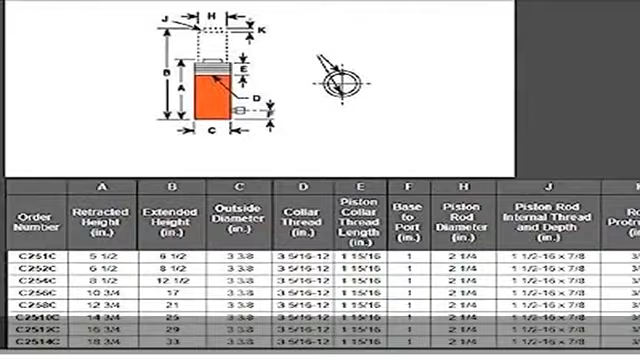 J H
K
B
A E
D
F
C
A B C D E F H J
Order Number Retracted Height (in.) Extended Height (in.) Outside Diameter (in.) Collar Thread (in.) Piston Collar Thread Length (in.) Base to Port (in.) Piston Rod Diameter (in.) Piston Rod Internal Thread and Depth (in.)
C251C 5 1/2 6 1/2 3 3/8 3 5/16-12 1 15/16 1 2 1/4 1 1/2-16 x 7/8
C252C 6 1/2 8 1/2 3 3/8 3 5/16-12 1 15/16 1 2 1/4 1 1/2-16 x 7/8
C254C 8 1/2 12 1/2 3 3/8 3 5/16-12 1 15/16 1 2 1/4 1 1/2-16 x 7/8
C256C 10 3/4 17 3 3/8 3 5/16-12 1 15/16 1 2 1/4 1 1/2-16 x 7/8
C258C 12 3/4 21 3 3/8 3 5/16-12 1 15/16 1 2 1/4 1 1/2-16 x 7/8
C2510C 14 3/4 25 3 3/8 3 5/16-12 1 15/16 1 2 1/4 1 1/2-16 x 7/8
C2512C 16 3/4 29 3 3/8 3 5/16-12 1 15/16 1 2 1/4 1 1/2-16 x 7/8
C2514C 18 3/4 33 3 3/8 3 5/16-12 1 15/16 1 2 1/4 1 1/2-16 x 7/8